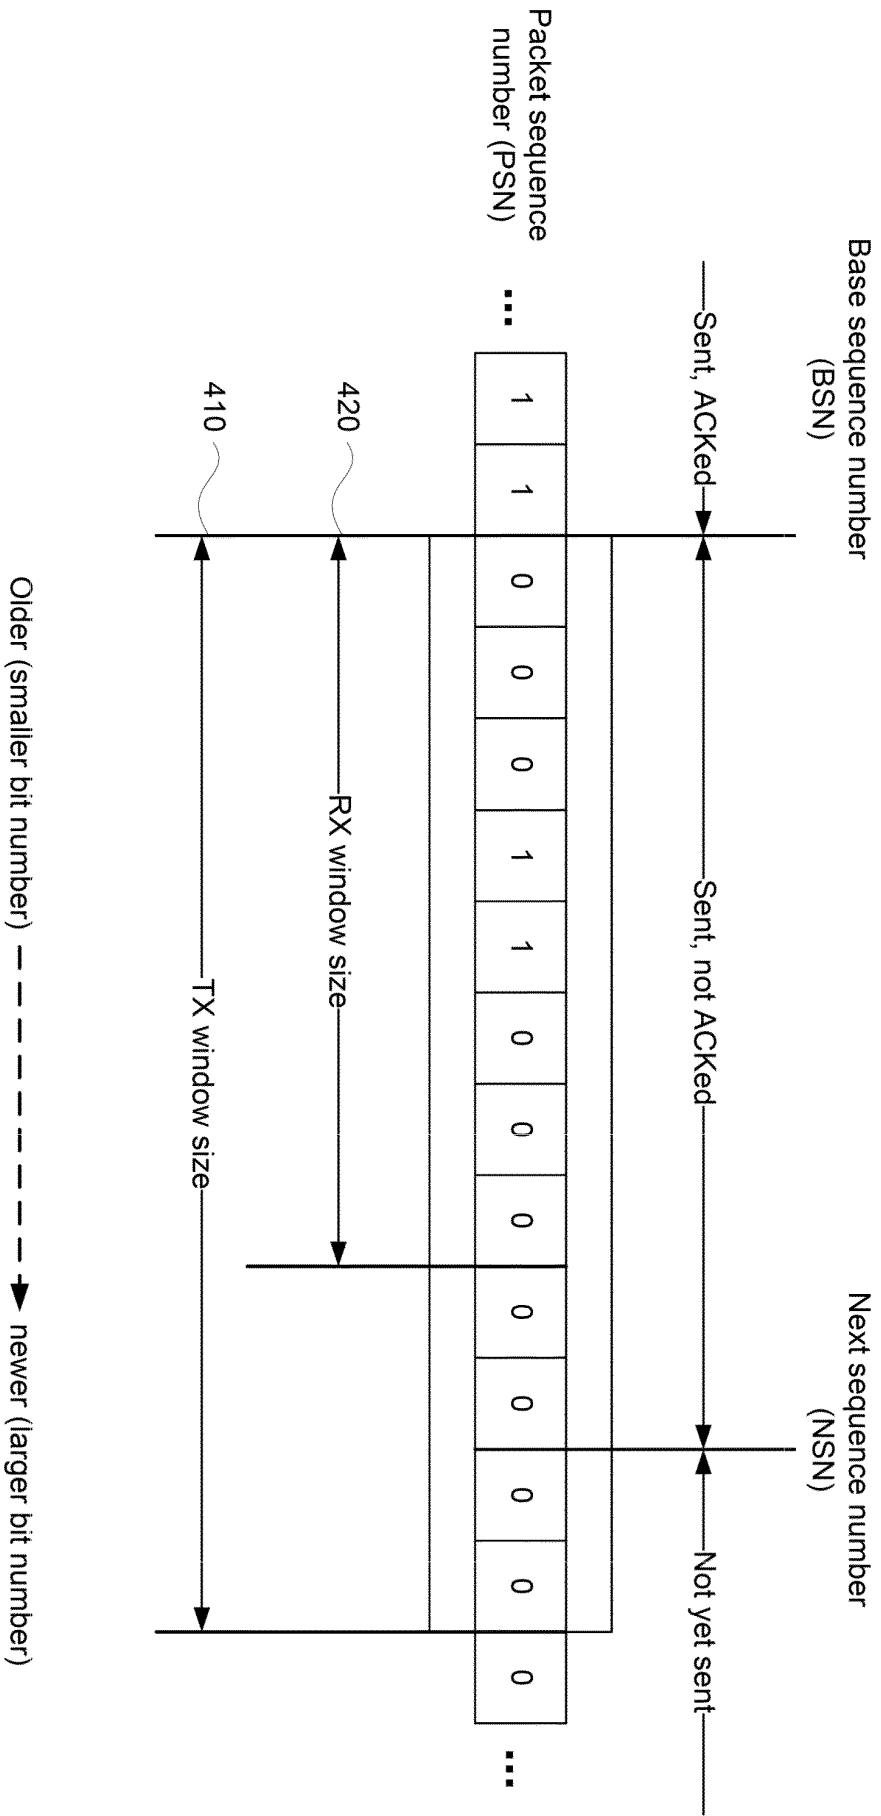 Base sequence number
(BSN)
Next sequence number
(NSN)
Sent, ACKed
Sent, not ACKed
Not yet sent
Packet sequence
number (PSN)
... 1 1 0 0 0 1 1 0 0 0 0 0 0 0 0 ...
420
RX window size
410
TX window size
Older (smaller bit number)
newer (larger bit number)